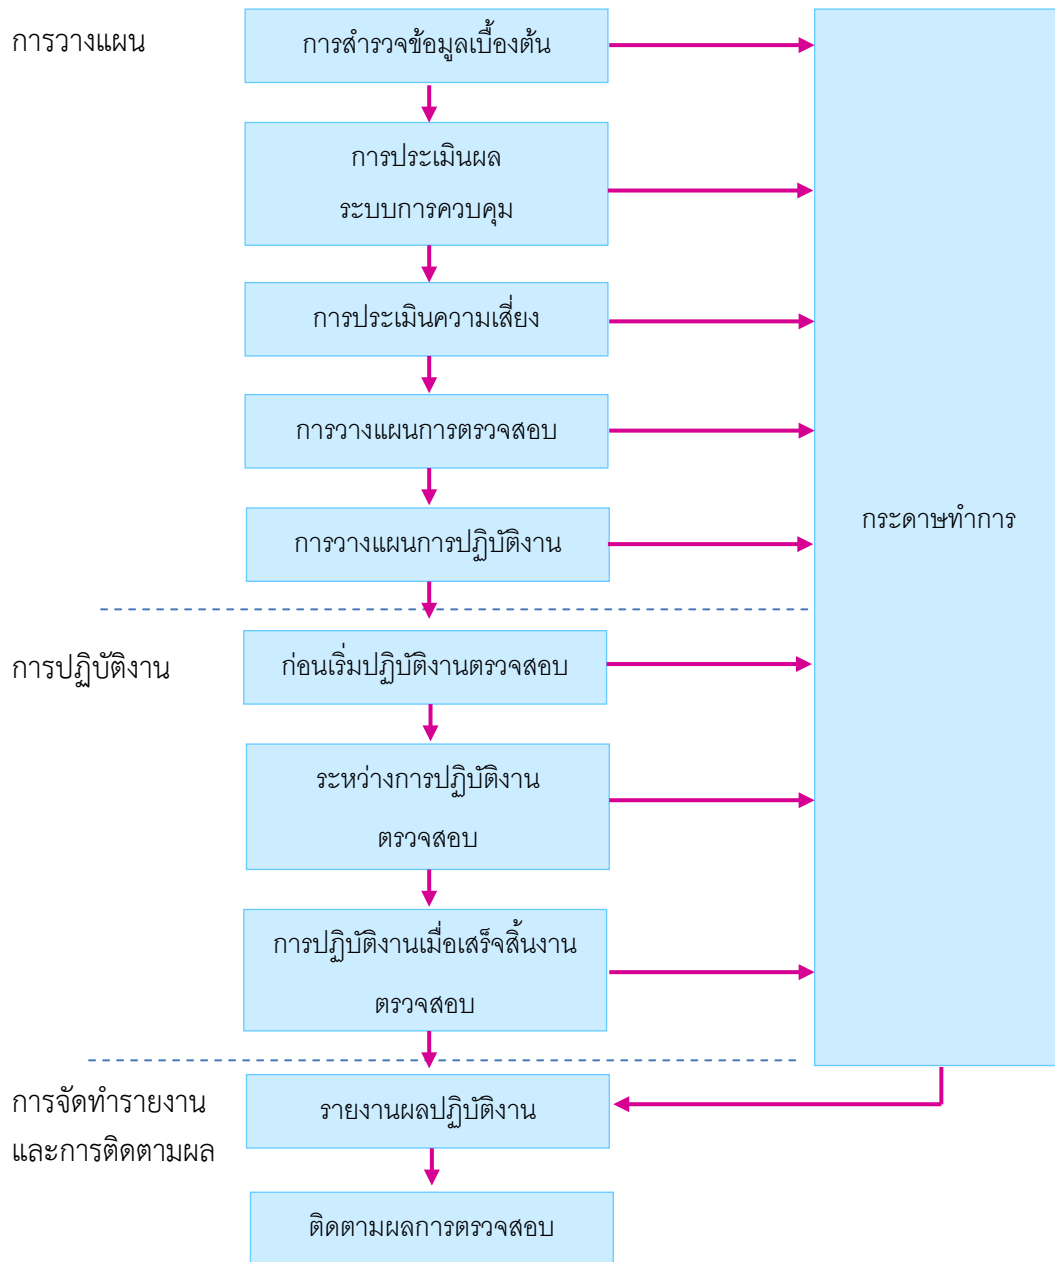 การวางแผน
การสำรวจข้อมูลเบื้องต้น
การประเมินผล
ระบบการควบคุม
การประเมินความเสี่ยง
การวางแผนการตรวจสอบ
การวางแผนการปฏิบัติงาน
กระดาษทำการ
การปฏิบัติงาน
ก่อนเริ่มปฏิบัติงานตรวจสอบ
ระหว่างการปฏิบัติงาน
ตรวจสอบ
การปฏิบัติงานเมื่อเสร็จสิ้นงาน
ตรวจสอบ
การจัดทำรายงาน
และการติดตามผล
รายงานผลปฏิบัติงาน
ติดตามผลการตรวจสอบ